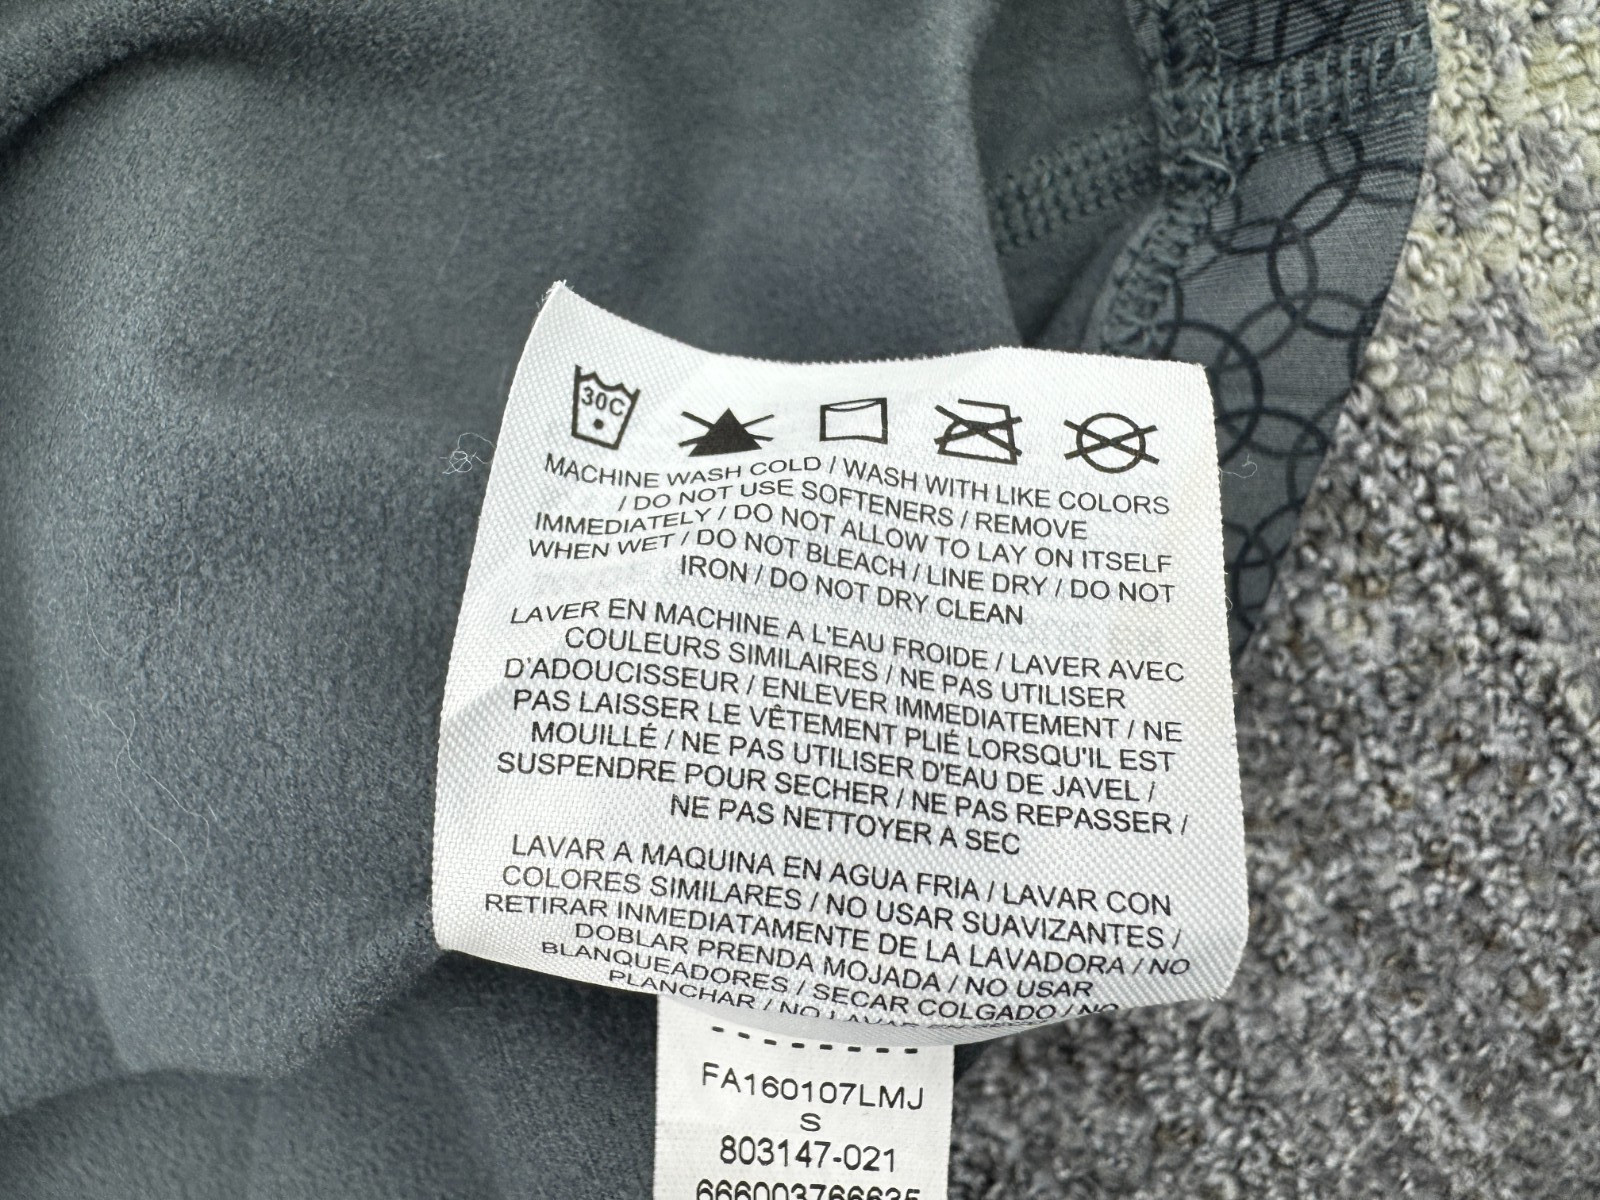 30C
MACHINE WASH COLD / WASH WITH LIKE COLORS
/ DO NOT USE SOFTENERS / REMOVE
IMMEDIATELY / DO NOT ALLOW TO LAY ON ITSELF
WHEN WET / DO NOT BLEACH / LINE DRY / DO NOT
IRON / DO NOT DRY CLEAN
LAVER EN MACHINE A L'EAU FROIDE / LAVER AVEC
COULEURS SIMILAIRES / NE PAS UTILISER
D'ADOUCISSEUR / ENLEVER IMMEDIATEMENT / NE
PAS LAISSER LE VÊTEMENT PLIÉ LORSQU'IL EST
MOUILLÉ / NE PAS UTILISER D'EAU DE JAVEL /
SUSPENDRE POUR SECHER / NE PAS REPASSER /
NE PAS NETTOYER A SEC
LAVAR A MAQUINA EN AGUA FRIA / LAVAR CON
COLORES SIMILARES / NO USAR SUAVIZANTES /
RETIRAR INMEDIATAMENTE DE LA LAVADORA / NO
DOBLAR PRENDA MOJADA / NO USAR
BLANQUEADORES / SECAR COLGADO / NO
PLANCHAR / NO LAVAR
FA160107LMJ
S
803147-021
666003766635